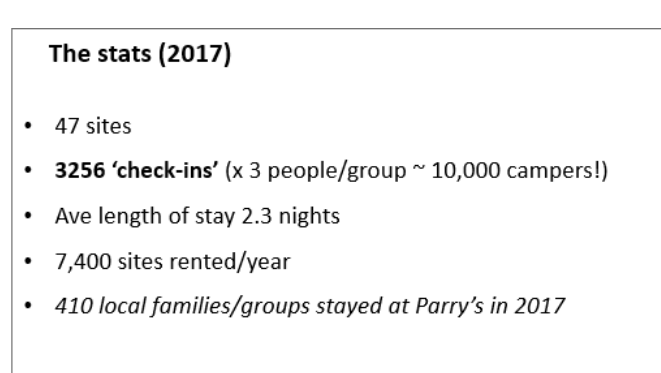 The stats (2017)
• 47 sites
• 3256 ‘check-ins’ (x 3 people/group ~ 10,000 campers!)
• Ave length of stay 2.3 nights
• 7,400 sites rented/year
• 410 local families/groups stayed at Parry’s in 2017